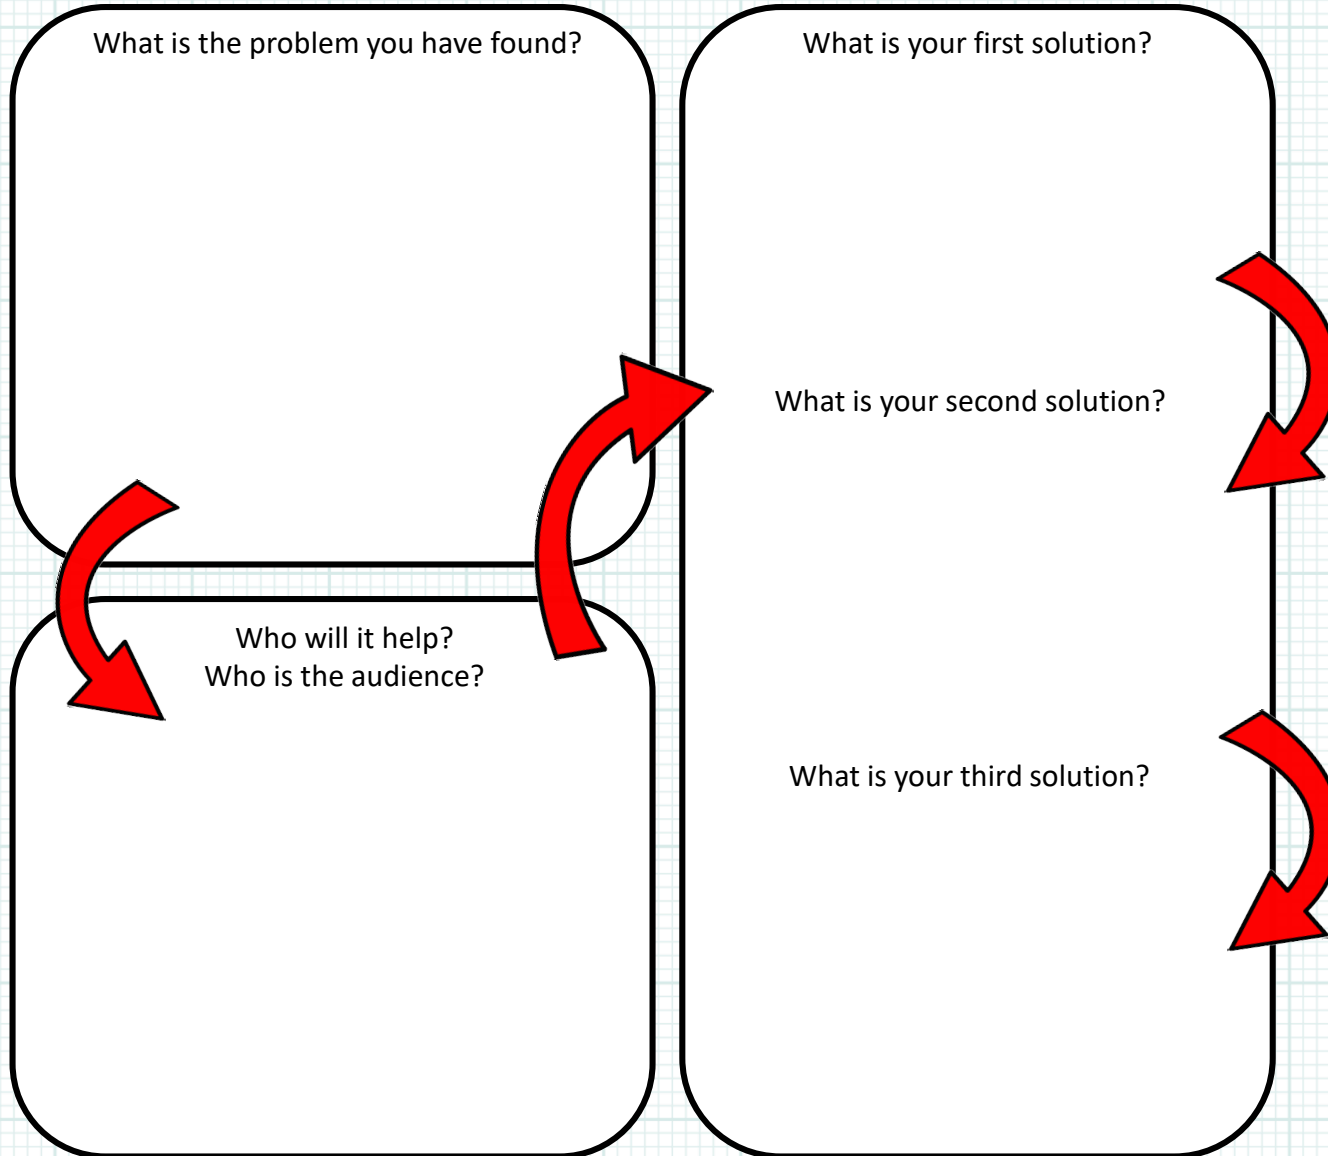 What is the problem you have found?
Who will it help?
Who is the audience?
What is your first solution?
What is your second solution?
What is your third solution?